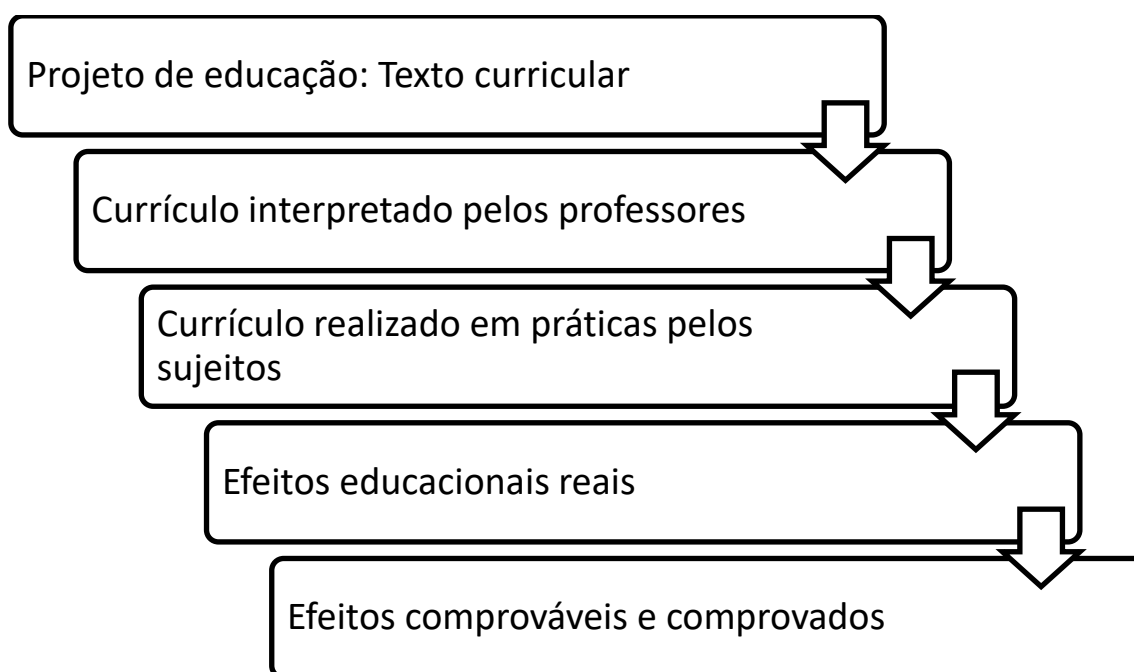 Projeto de educação: Texto curricular
Currículo interpretado pelos professores
Currículo realizado em práticas pelos
sujeitos
Efeitos educacionais reais
Efeitos comprováveis e comprovados